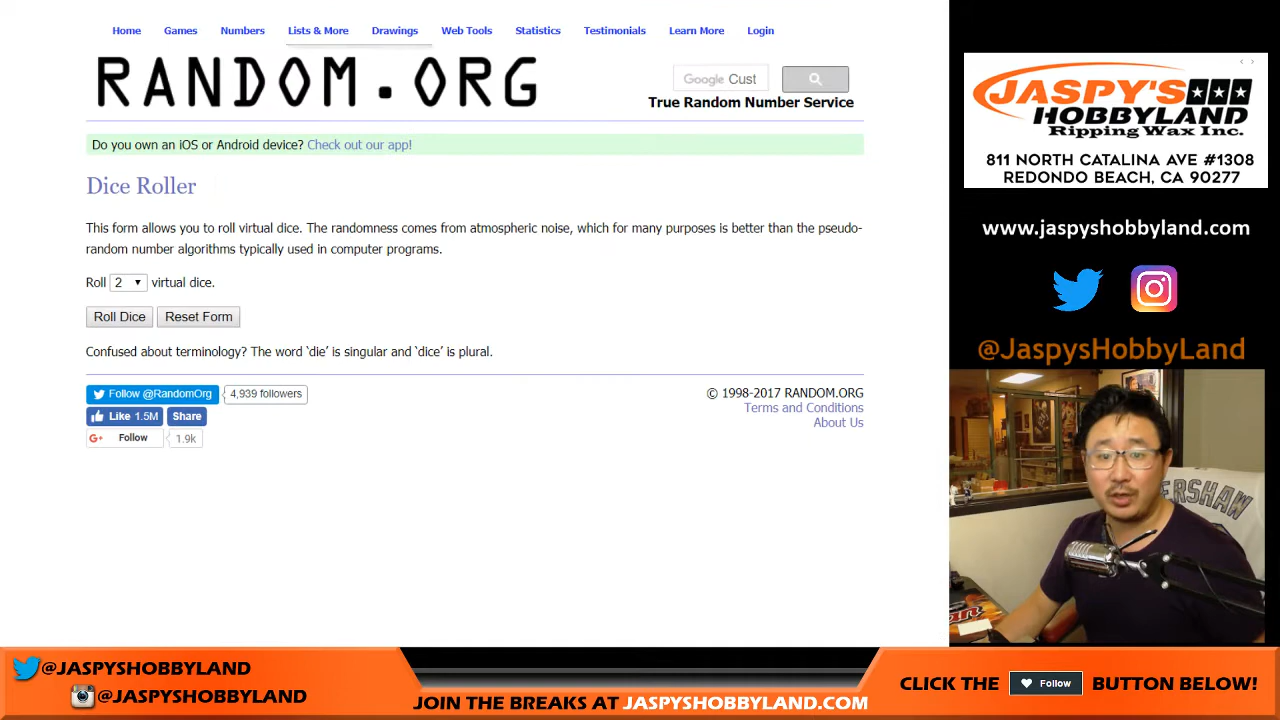 Home Games Numbers Lists & More Drawings Web Tools Statistics Testimonials Learn More Login
RANDOM.ORG
Google Cust
True Random Number Service
Do you own an iOS or Android device? Check out our app!
Dice Roller
This form allows you to roll virtual dice. The randomness comes from atmospheric noise, which for many purposes is better than the pseudo-
random number algorithms typically used in computer programs.
Roll 2 virtual dice.
Roll Dice Reset Form
Confused about terminology? The word ‘die’ is singular and ‘dice’ is plural.
Follow @RandomOrg 4,939 followers
Like 1.5M Share
G+ Follow 1.9k
© 1998-2017 RANDOM.ORG
Terms and Conditions
About Us
JASPY'S
HOBBYLAND
Ripping Wax Inc.
811 NORTH CATALINA AVE #1308
REDONDO BEACH, CA 90277
www.jaspyshobbyland.com
@JaspysHobbyLand
ERSHAW
@JASPYSHOBBYLAND
@JASPYSHOBBYLAND
JOIN THE BREAKS AT JASPYSHOBBYLAND.COM
CLICK THE Follow BUTTON BELOW!